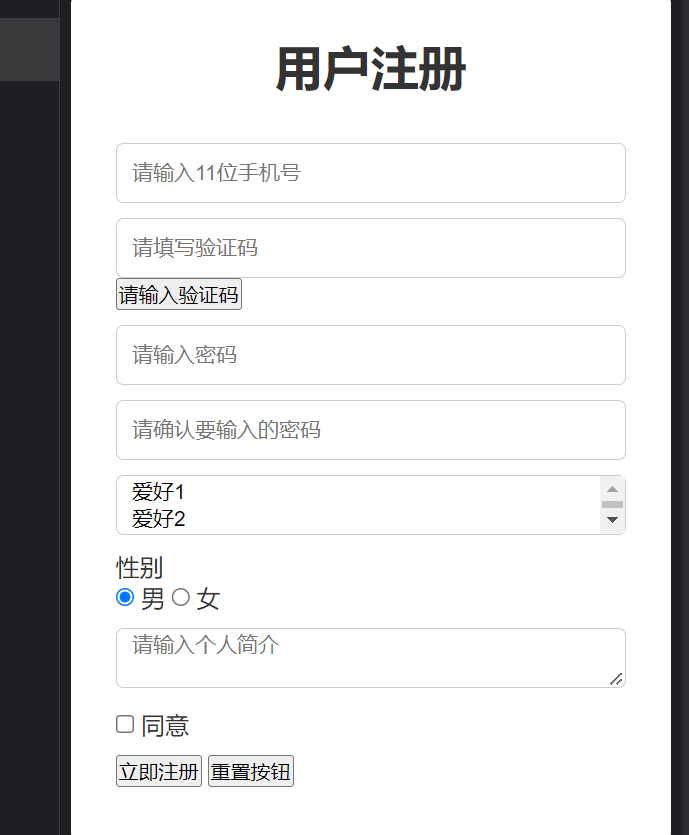 用户注册
请输入11位手机号
请填写验证码
请输入验证码
请输入密码
请确认要输入的密码
爱好1
爱好2
性别
男 女
请输入个人简介
同意
立即注册 重置按钮